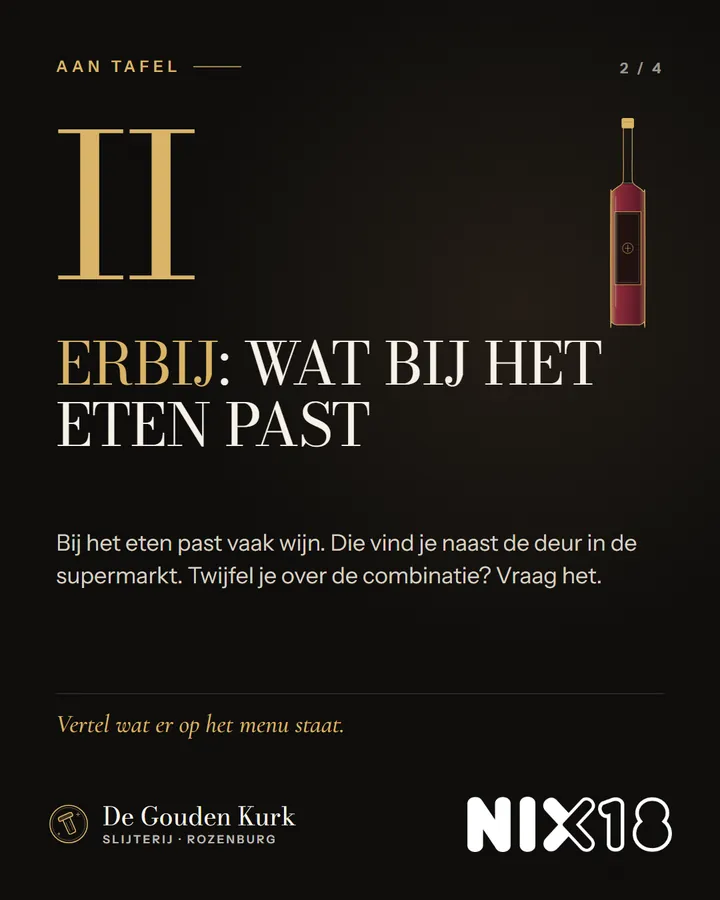 AAN TAFEL
2 / 4
II
ERBIJ: WAT BIJ HET
ETEN PAST
Bij het eten past vaak wijn. Die vind je naast de deur in de
supermarkt. Twijfel je over de combinatie? Vraag het.
Vertel wat er op het menu staat.
De Gouden Kurk
SLIJTERIJ · ROZENBURG
NIX18